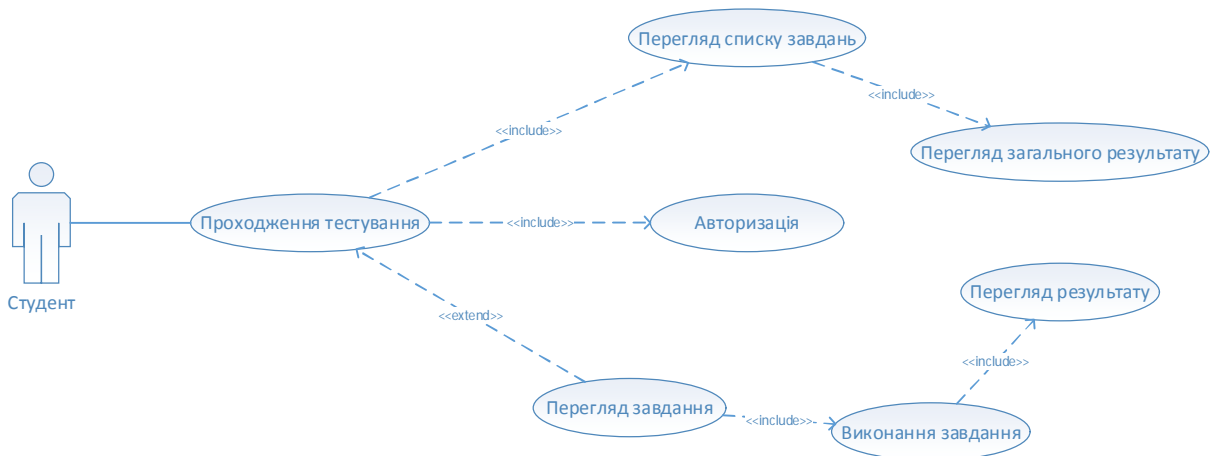 Перегляд списку завдань
<<include>>
<<include>>
Перегляд загального результату
Проходження тестування
<<include>>
Авторизація
Студент
Перегляд результату
<<extend>>
<<include>>
Перегляд завдання
<<include>>
Виконання завдання